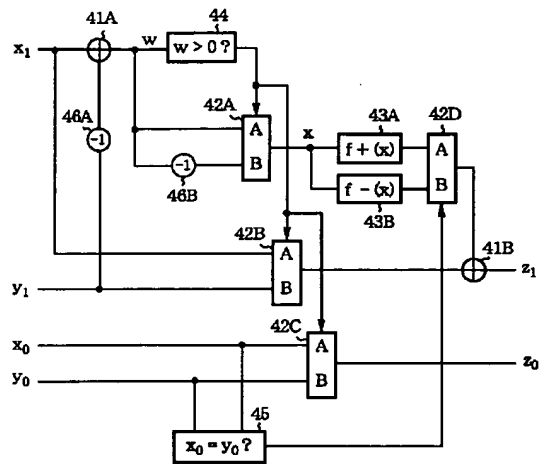 41A
44
x₁
w
w > 0 ?
46A
-1
42A
A
B
-1
46B
x
43A
f + (x)
f - (x)
43B
42D
A
B
42B
A
B
41B
z₁
y₁
42C
x₀
A
z₀
y₀
B
45
x₀ = y₀ ?